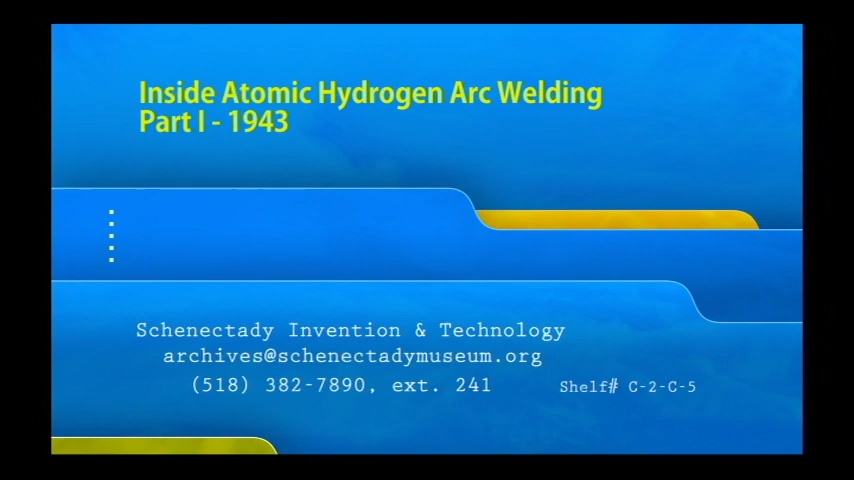 Inside Atomic Hydrogen Arc Welding
Part I - 1943
Schenectady Invention & Technology
archives@schenectadymuseum.org
(518) 382-7890, ext. 241
Shelf# C-2-C-5